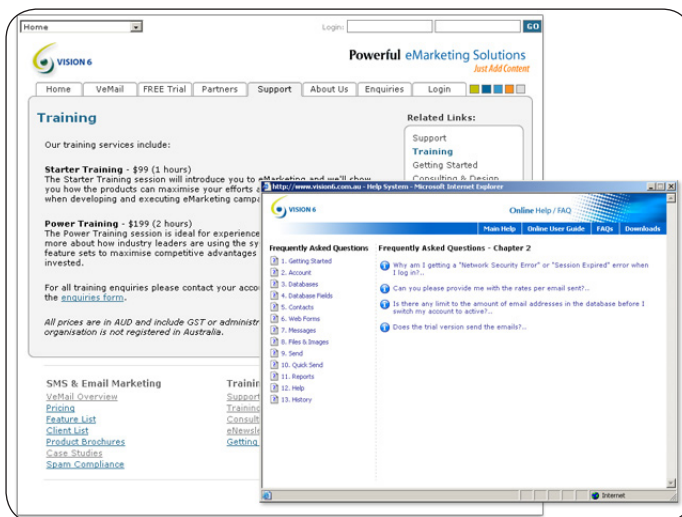 Home
Login:
GO
VISION 6
Powerful eMarketing Solutions
Just Add Content
Home
VeMail
FREE Trial
Partners
Support
About Us
Enquiries
Login
Training
Our training services include:
Starter Training - $99 (1 hours)
The Starter Training session will introduce you to eMarketing and we'll show
you how the products can maximise your efforts
when developing and executing eMarketing
Power Training - $199 (2 hours)
The Power Training session is ideal for
more about how industry leaders are using the
feature sets to maximise competitive advantages
invested.
For all training enquiries please contact your
the enquiries form.
All prices are in AUD and include GST or
organisation is not registered in Australia.
Related Links:
Support
Training
Getting Started
Consulting & Design
SMS & Email Marketing
VeMail Overview
Pricing
Feature List
Client List
Product Brochures
Case Studies
Spam Compliance
Support
Getting
http://www.vision6.com.au - Help System - Microsoft Internet Explorer
VISION 6
Online Help / FAQ
Main Help
Online User Guide
FAQs
Downloads
Frequently Asked Questions
1. Getting Started
2. Account
3. Databases
4. Database Fields
5. Contacts
6. Web Forms
7. Messages
8. Files & Images
9. Send
10. Quick Send
11. Reports
12. Help
13. History
Frequently Asked Questions - Chapter 2
Why am I getting a "Network Security Error" or "Session Expired" error when
I log in?...
Can you please provide me with the rates per email sent?...
Is there any limit to the amount of email addresses in the database before I
switch my account to active?...
Does the trial version send the emails?...
Internet